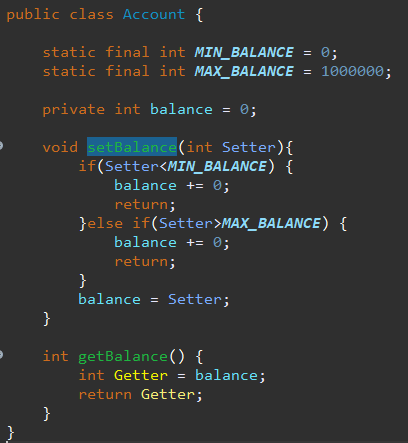 public class Account {
static final int MIN_BALANCE = 0;
static final int MAX_BALANCE = 1000000;
private int balance = 0;
void setBalance(int Setter){
if(Setter<MIN_BALANCE) {
balance += 0;
return;
}else if(Setter>MAX_BALANCE) {
balance += 0;
return;
}
balance = Setter;
}
int getBalance() {
int Getter = balance;
return Getter;
}
}